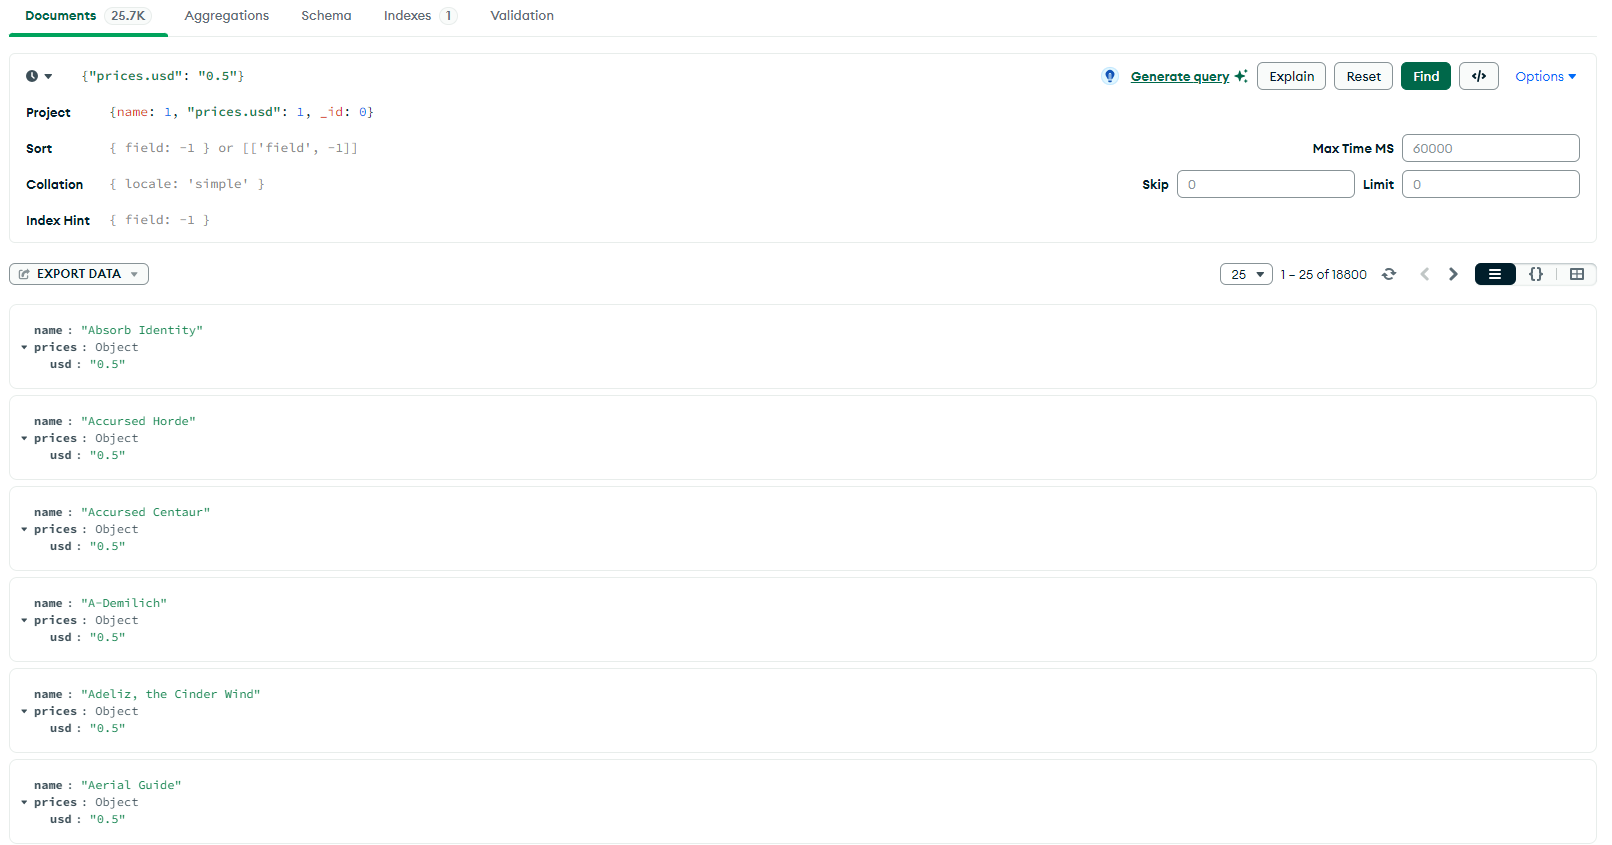 Documents 25.7K Aggregations Schema Indexes 1 Validation
{"prices.usd": "0.5"} Generate query Explain Reset Find </> Options
Project {name: 1, "prices.usd": 1, _id: 0}
Sort { field: -1 } or [['field', -1]] Max Time MS 60000
Collation { locale: 'simple' } Skip 0 Limit 0
Index Hint { field: -1 }
EXPORT DATA 25 1 – 25 of 18800 {}
name : "Absorb Identity"
prices : Object
usd : "0.5"
name : "Accursed Horde"
prices : Object
usd : "0.5"
name : "Accursed Centaur"
prices : Object
usd : "0.5"
name : "A-Demilich"
prices : Object
usd : "0.5"
name : "Adeliz, the Cinder Wind"
prices : Object
usd : "0.5"
name : "Aerial Guide"
prices : Object
usd : "0.5"